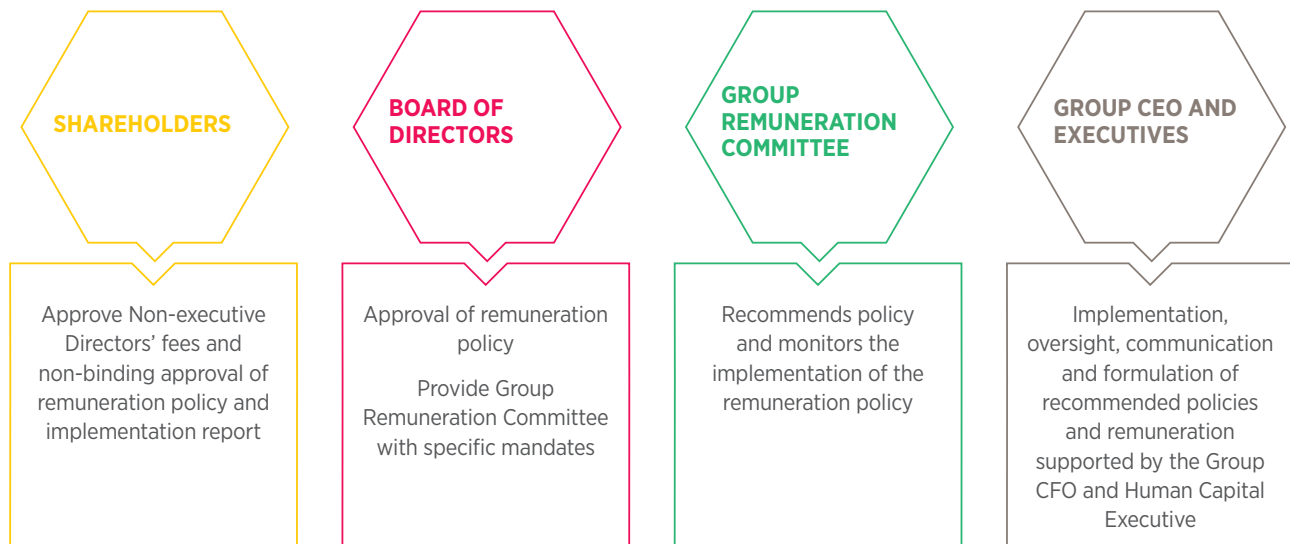 SHAREHOLDERS
Approve Non-executive
Directors’ fees and
non-binding approval of
remuneration policy and
implementation report
BOARD OF
DIRECTORS
Approval of remuneration
policy
Provide Group
Remuneration Committee
with specific mandates
GROUP
REMUNERATION
COMMITTEE
Recommends policy
and monitors the
implementation of the
remuneration policy
GROUP CEO AND
EXECUTIVES
Implementation,
oversight, communication
and formulation of
recommended policies
and remuneration
supported by the Group
CFO and Human Capital
Executive